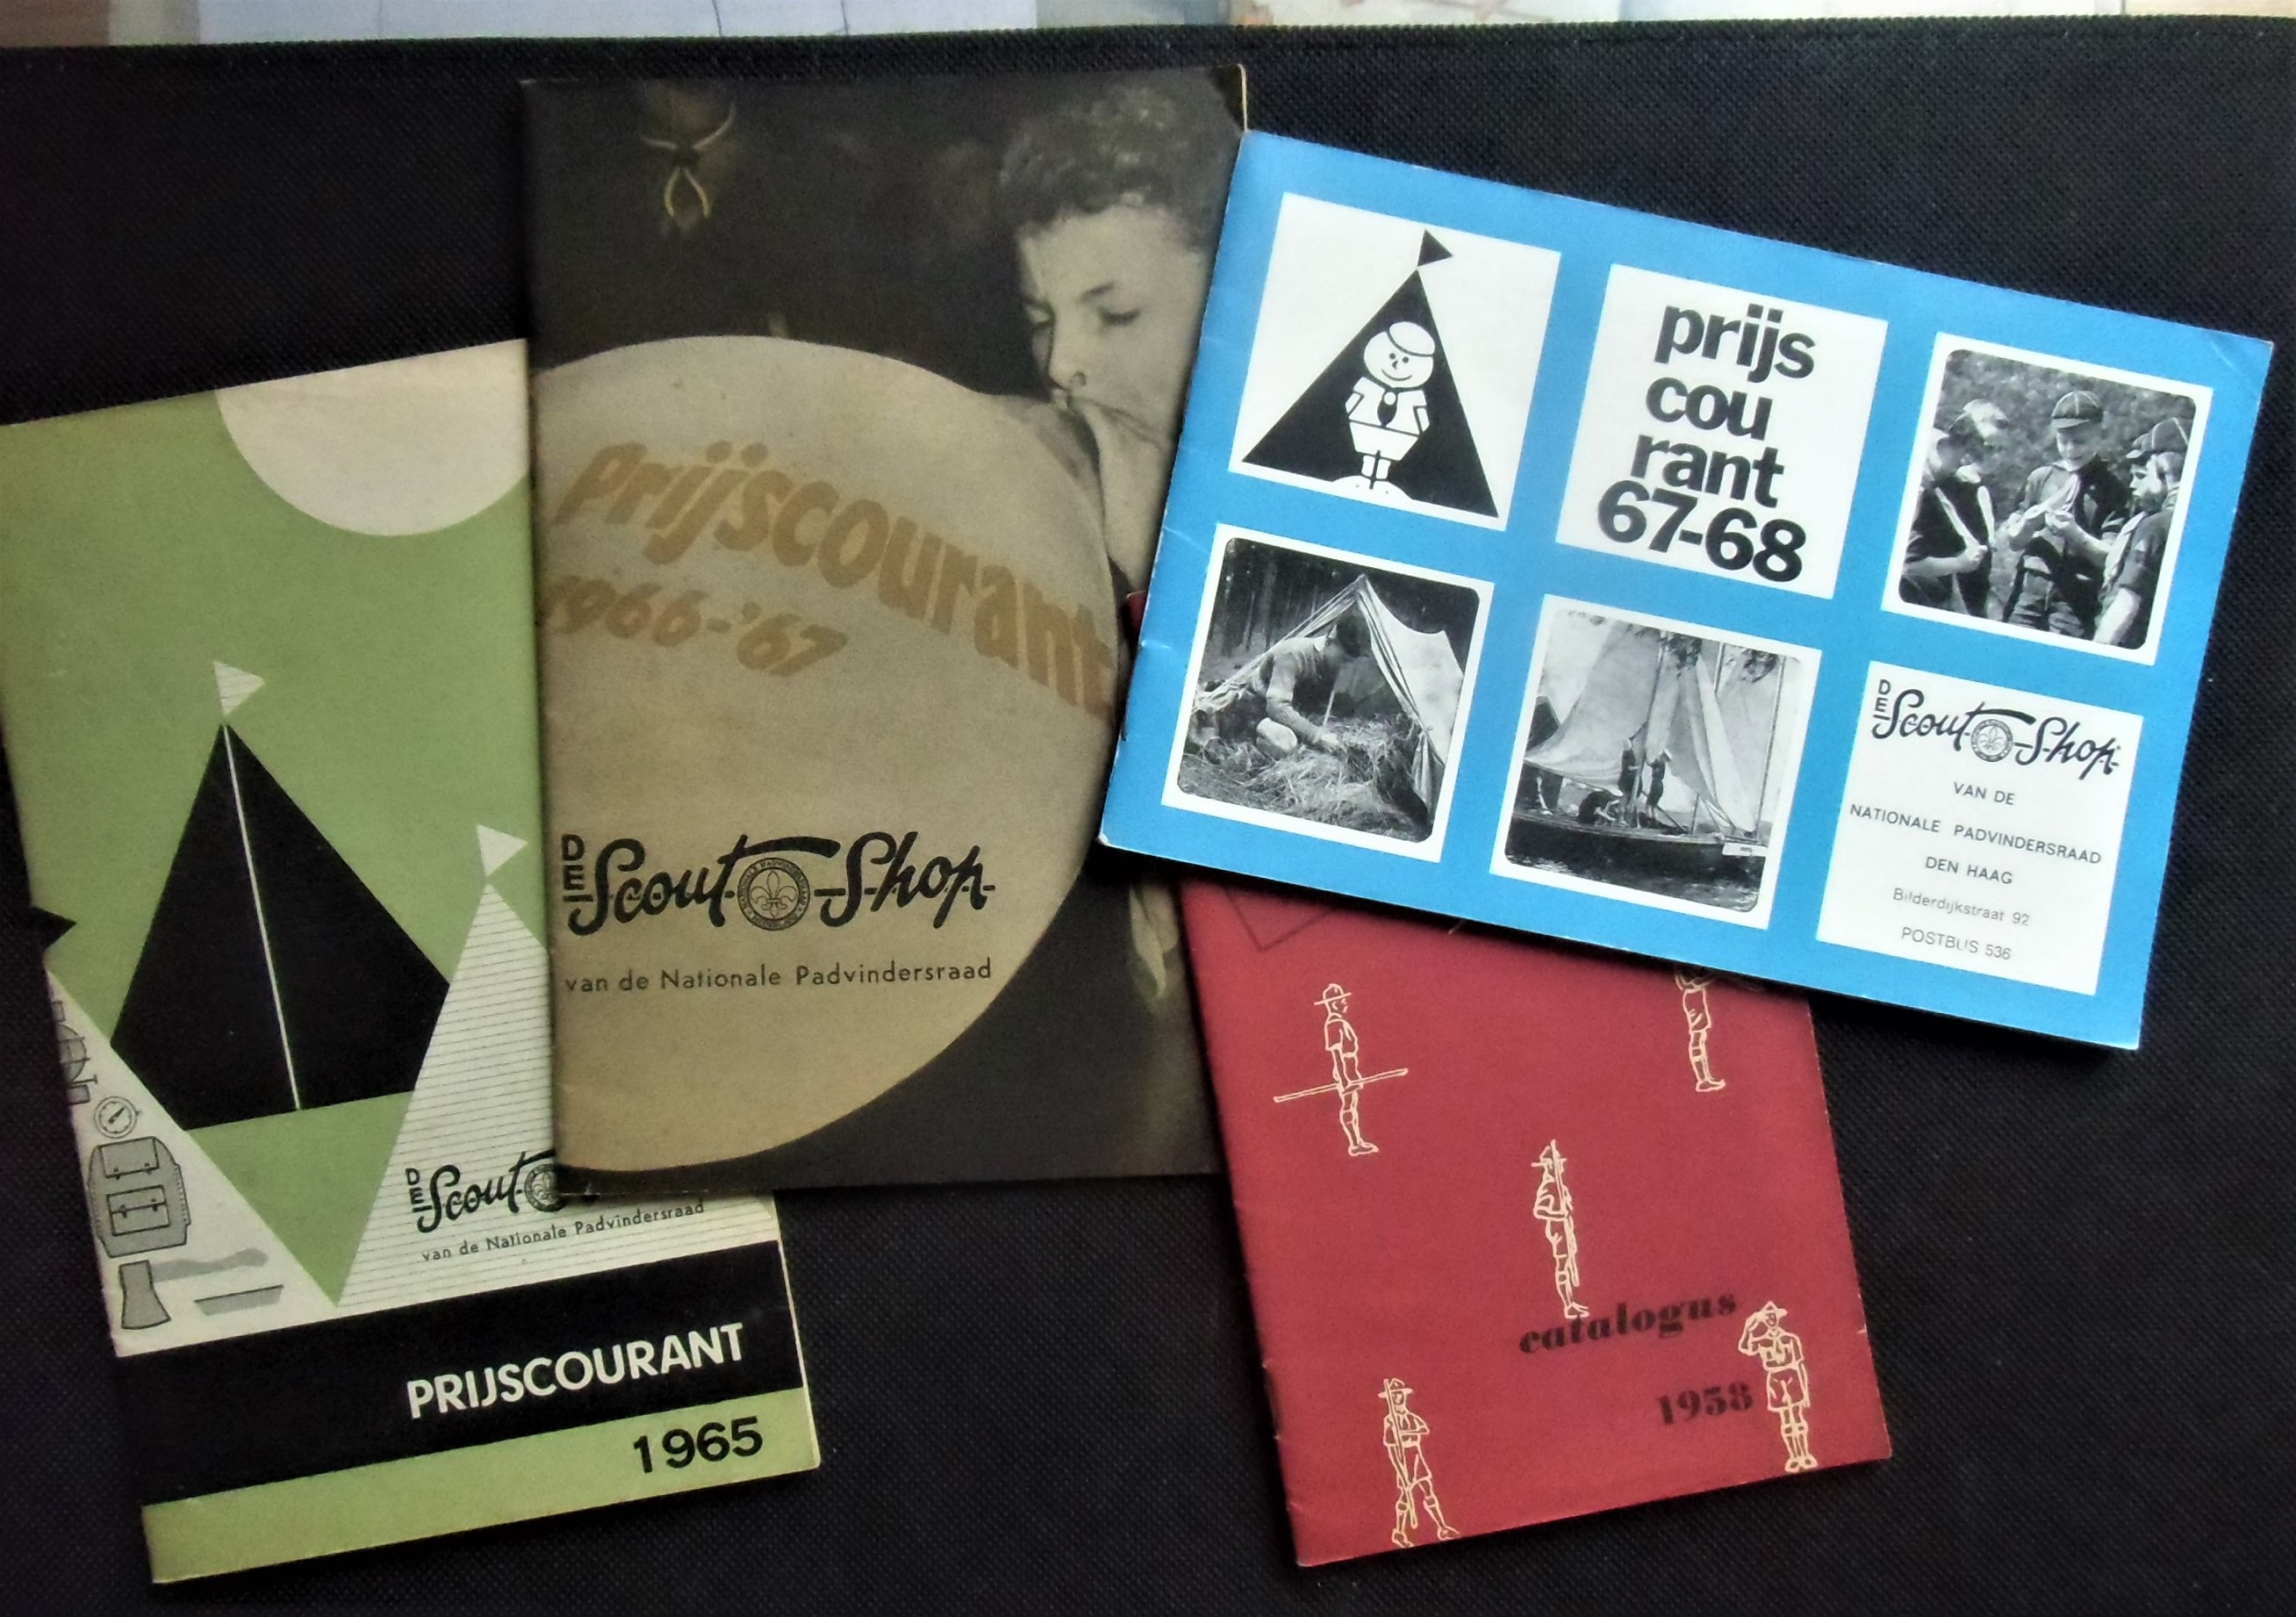 prijscourant
1966-'67
DE Scout Shop
van de Nationale Padvindersraad
prijs
cou
rant
67-68
DE Scout Shop
VAN DE
NATIONALE PADVINDERSRAAD
DEN HAAG
Bilderdijkstraat 92
POSTBUS 536
DE Scout
van de Nationale Padvindersraad
PRIJSCOURANT
1965
catalogus
1958